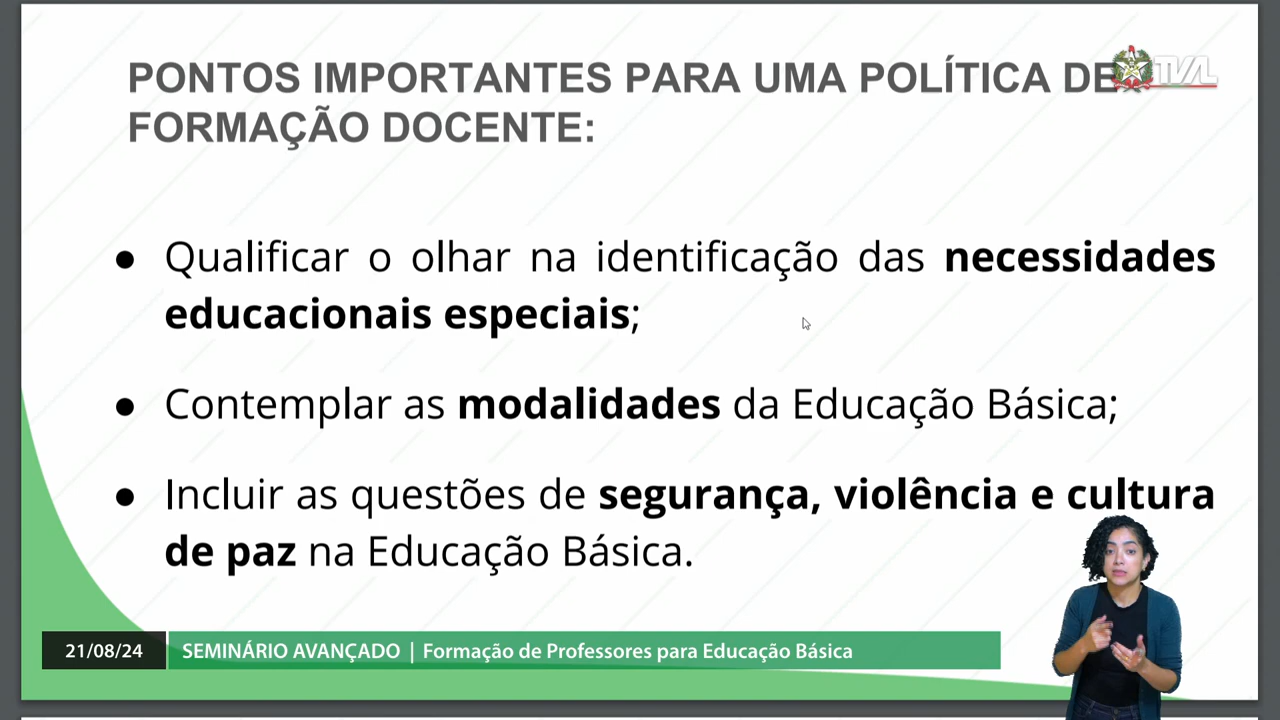 PONTOS IMPORTANTES PARA UMA POLÍTICA DE
TVAL
FORMAÇÃO DOCENTE:
● Qualificar o olhar na identificação das necessidades
educacionais especiais;
● Contemplar as modalidades da Educação Básica;
● Incluir as questões de segurança, violência e cultura
de paz na Educação Básica.
21/08/24 SEMINÁRIO AVANÇADO | Formação de Professores para Educação Básica